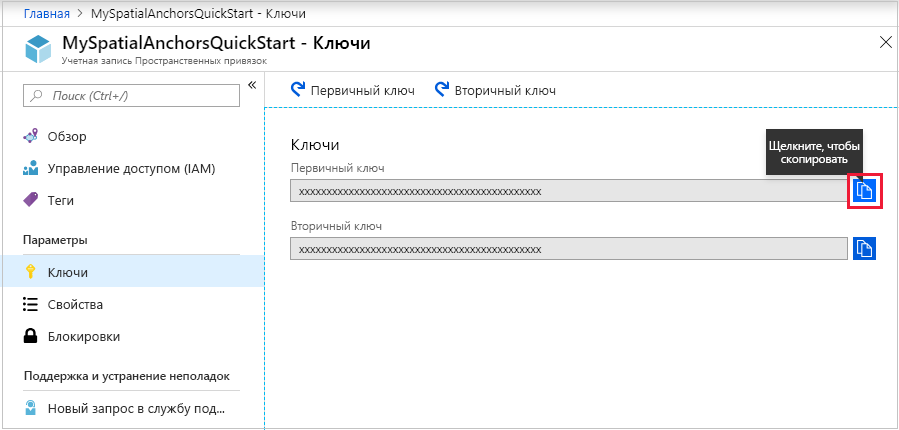 Главная > MySpatialAnchorsQuickStart - Ключи
MySpatialAnchorsQuickStart - Ключи
Учетная запись Пространственных привязок
Поиск (Ctrl+/)
«
Обзор
Управление доступом (IAM)
Теги
Параметры
Ключи
Свойства
Блокировки
Поддержка и устранение неполадок
Новый запрос в службу под...
Первичный ключ
Вторичный ключ
Ключи
Щелкните, чтобы
скопировать
Первичный ключ
xxxxxxxxxxxxxxxxxxxxxxxxxxxxxxxxxxxxxxxxxxxx
Вторичный ключ
xxxxxxxxxxxxxxxxxxxxxxxxxxxxxxxxxxxxxxxxxxxx